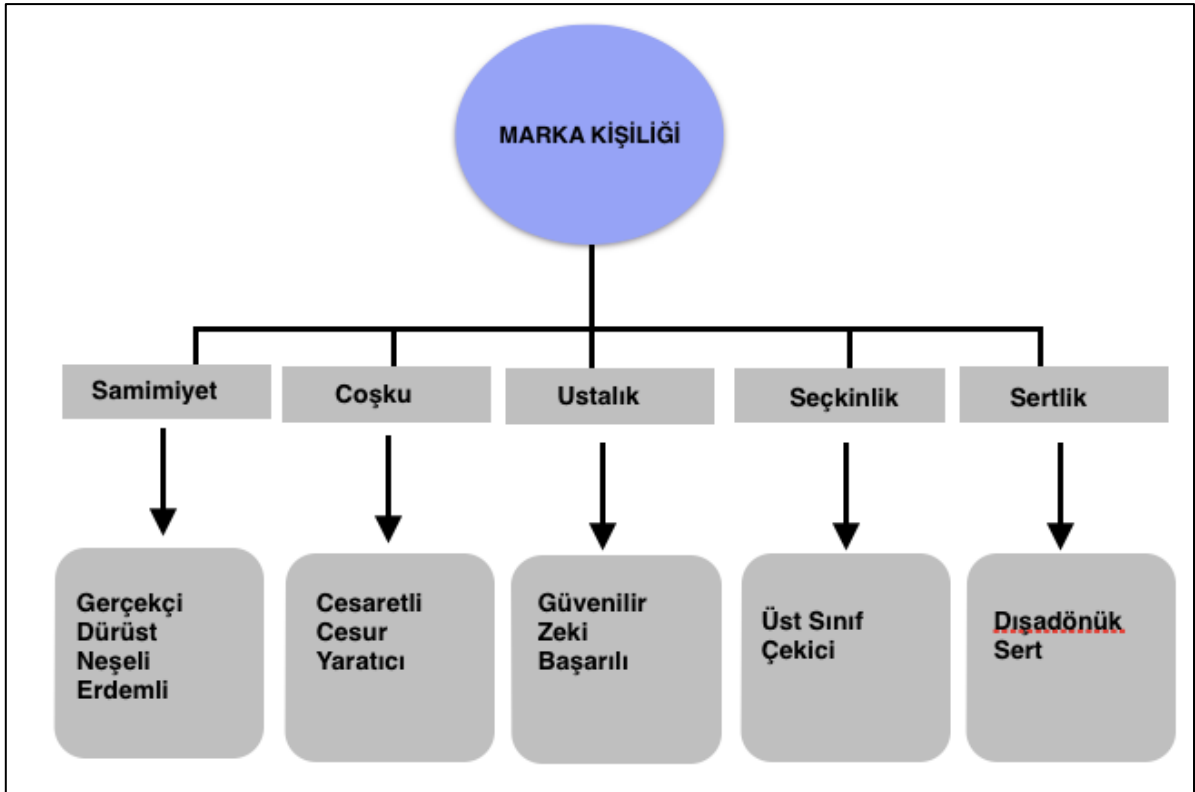 MARKA KİŞİLİĞİ
Samimiyet
Coşku
Ustalık
Seçkinlik
Sertlik
Gerçekçi
Dürüst
Neşeli
Erdemli
Cesaretli
Cesur
Yaratıcı
Güvenilir
Zeki
Başarılı
Üst Sınıf
Çekici
Dışadönük
Sert